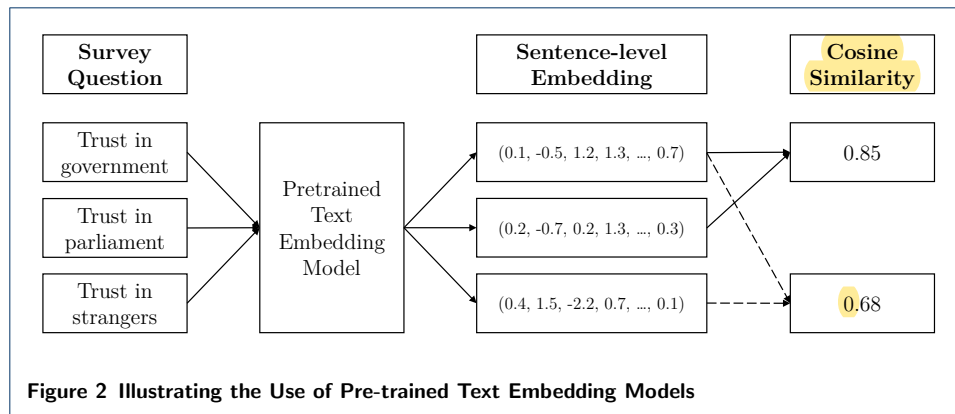 Survey
Question
Sentence-level
Embedding
Cosine
Similarity
Trust in
government
Trust in
parliament
Trust in
strangers
Pretrained
Text
Embedding
Model
(0.1, -0.5, 1.2, 1.3, ..., 0.7)
(0.2, -0.7, 0.2, 1.3, ..., 0.3)
(0.4, 1.5, -2.2, 0.7, ..., 0.1)
0.85
0.68
Figure 2 Illustrating the Use of Pre-trained Text Embedding Models